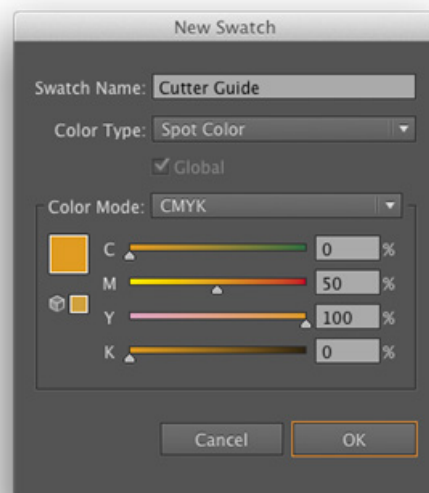 New Swatch
Swatch Name: Cutter Guide
Color Type: Spot Color
Global
Color Mode: CMYK
C 0 %
M 50 %
Y 100 %
K 0 %
Cancel OK